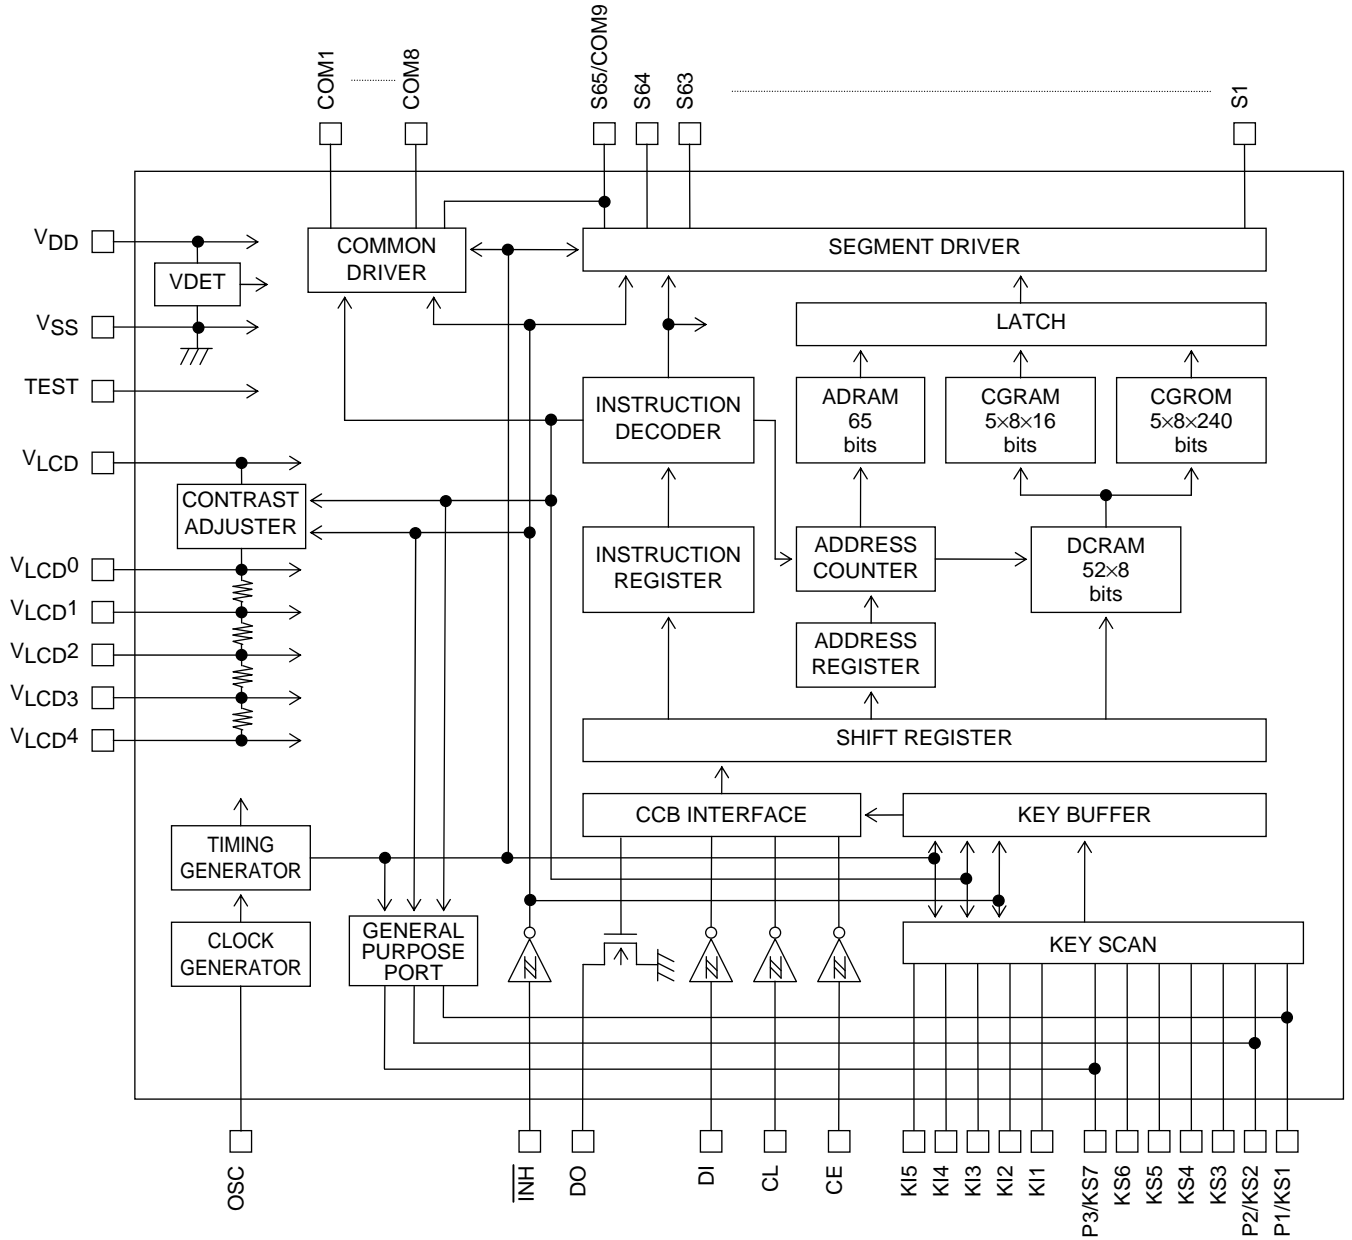 COM1
COM8
S65/COM9
S64
S63
S1
VDD
VDET
VSS
TEST
VLCD
VLCD0
VLCD1
VLCD2
VLCD3
VLCD4
COMMON
DRIVER
SEGMENT DRIVER
LATCH
INSTRUCTION
DECODER
ADRAM
65
bits
CGRAM
5×8×16
bits
CGROM
5×8×240
bits
CONTRAST
ADJUSTER
INSTRUCTION
REGISTER
ADDRESS
COUNTER
DCRAM
52×8
bits
ADDRESS
REGISTER
SHIFT REGISTER
CCB INTERFACE
KEY BUFFER
TIMING
GENERATOR
CLOCK
GENERATOR
GENERAL
PURPOSE
PORT
KEY SCAN
OSC
INH
DO
DI
CL
CE
KI5
KI4
KI3
KI2
KI1
P3/KS7
KS6
KS5
KS4
KS3
P2/KS2
P1/KS1